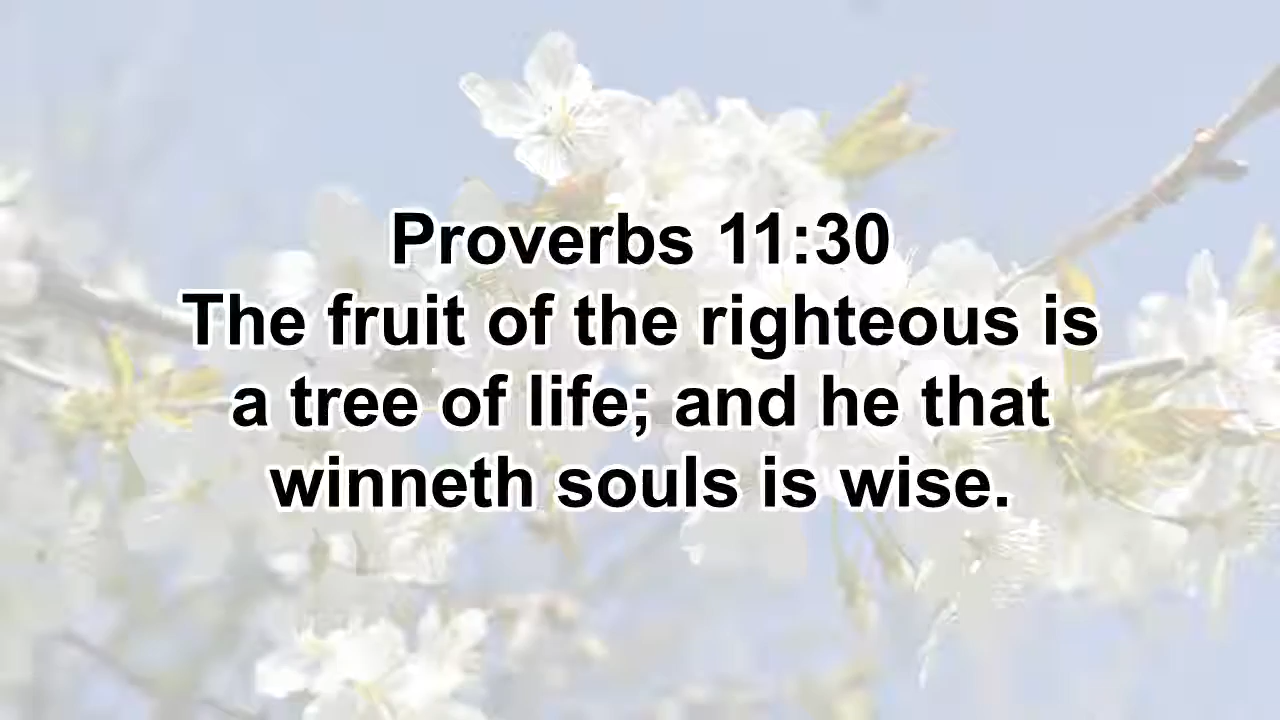 Proverbs 11:30
The fruit of the righteous is
a tree of life; and he that
winneth souls is wise.